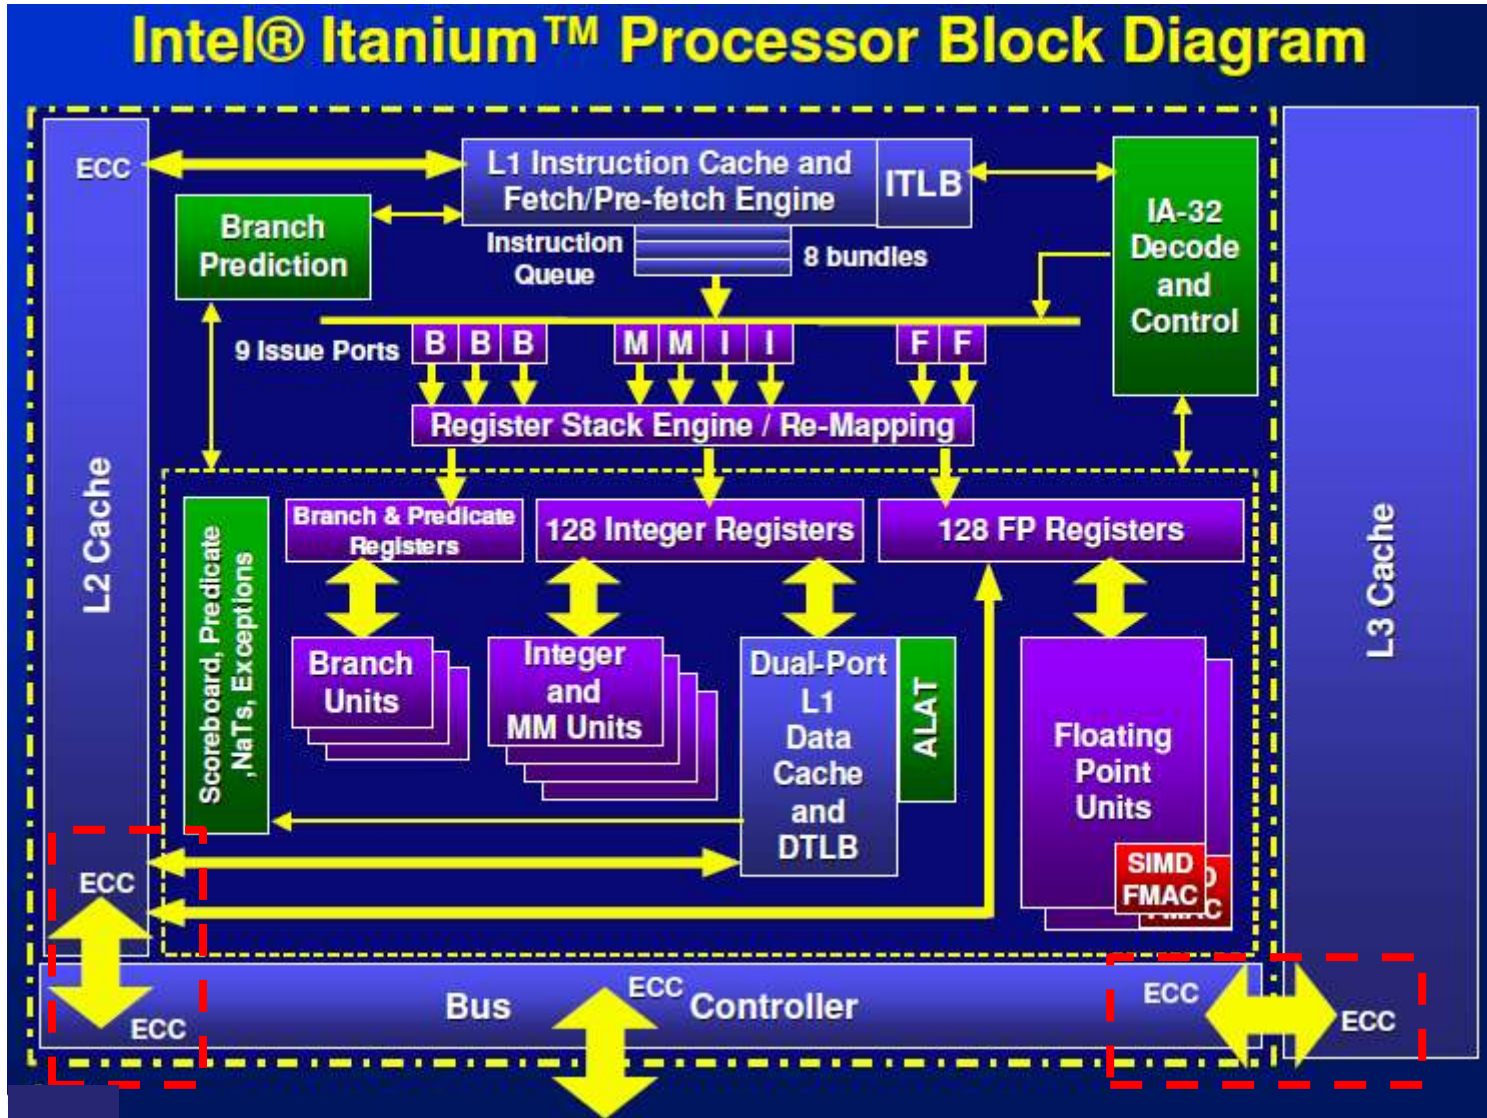 Intel® Itanium™ Processor Block Diagram
ECC
L1 Instruction Cache and
Fetch/Pre-fetch Engine
ITLB
IA-32
Decode
and
Control
Branch
Prediction
Instruction
Queue
8 bundles
9 Issue Ports
B B B
M M I I
F F
Register Stack Engine / Re-Mapping
L2 Cache
L3 Cache
Scoreboard, Predicate
,NaTs, Exceptions
Branch & Predicate
Registers
128 Integer Registers
128 FP Registers
Branch
Units
Integer
and
MM Units
Dual-Port
L1
Data
Cache
and
DTLB
ALAT
Floating
Point
Units
SIMD
FMAC
D
FMAC
ECC
ECC
Bus
ECC
Controller
ECC
ECC